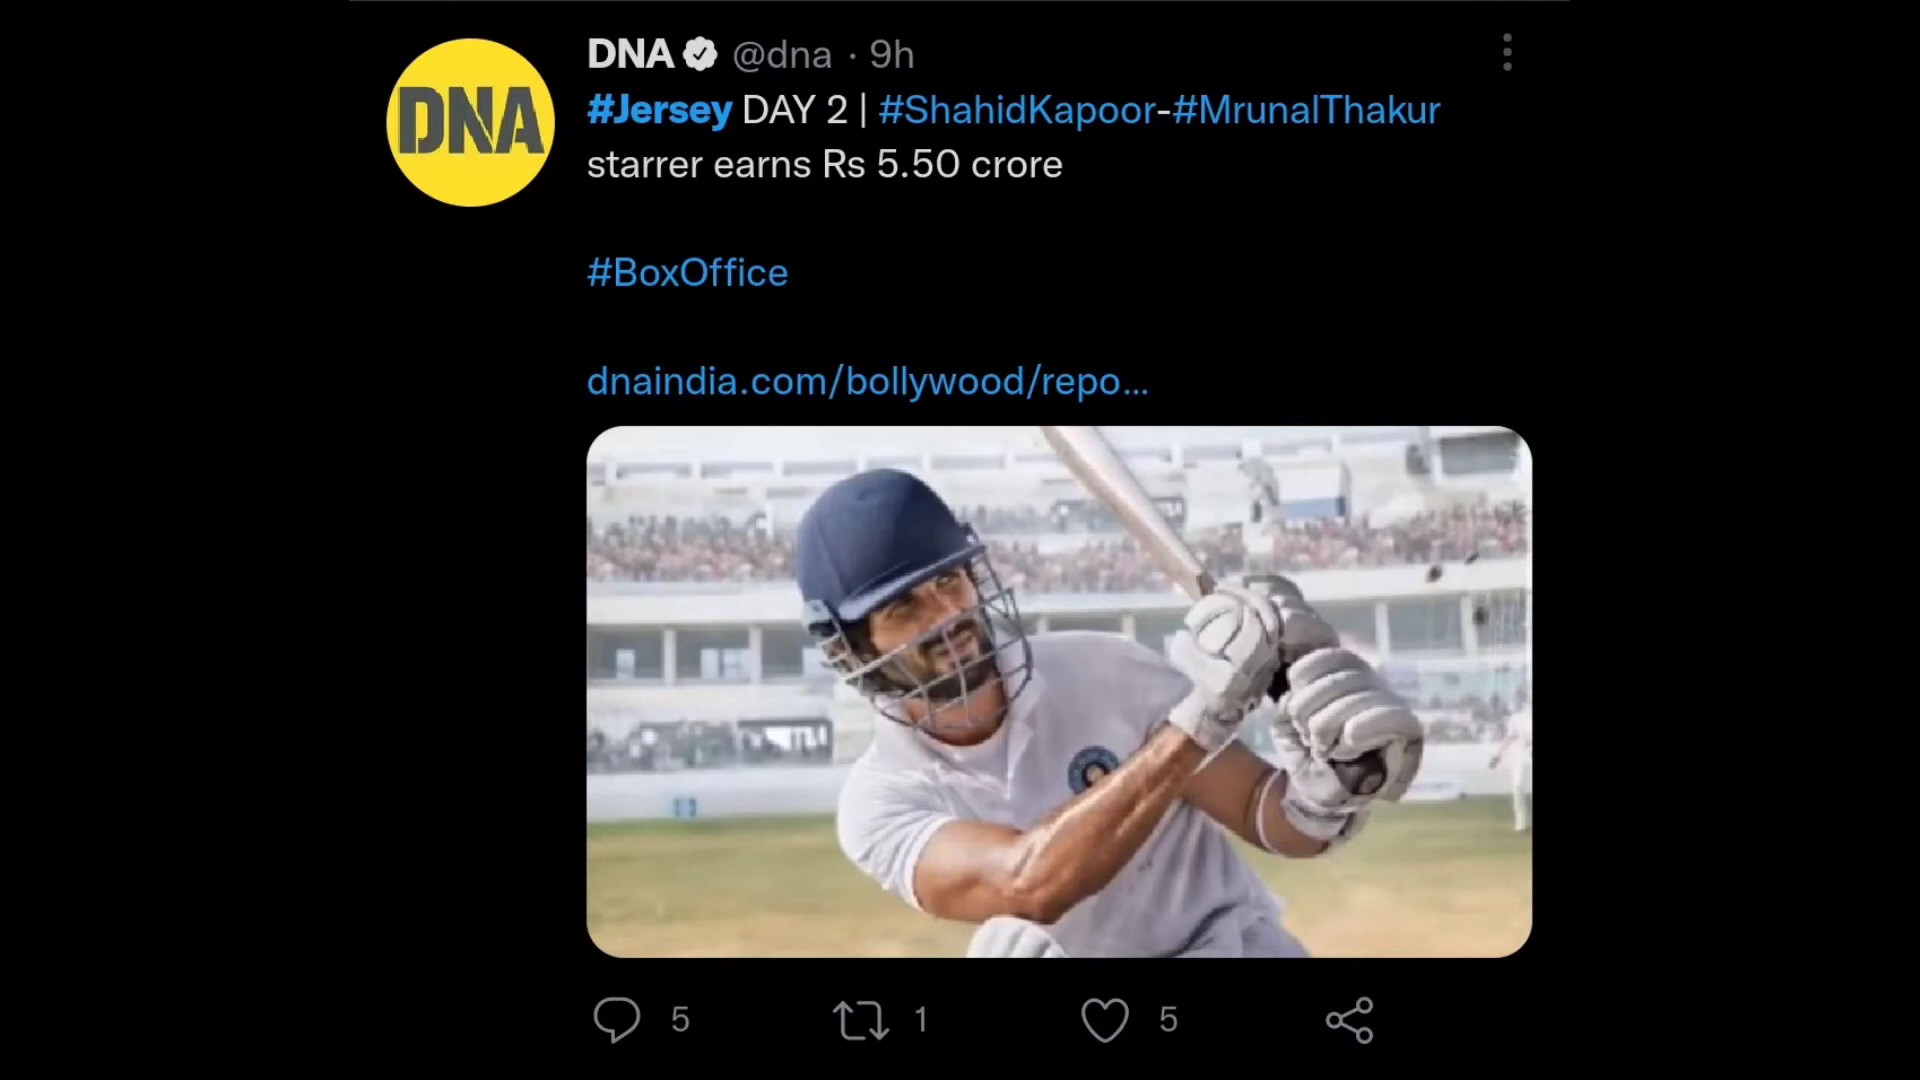 DNA
DNA @dna · 9h
#Jersey DAY 2 | #ShahidKapoor-#MrunalThakur
starrer earns Rs 5.50 crore
#BoxOffice
dnaindia.com/bollywood/repo...
5 1 5